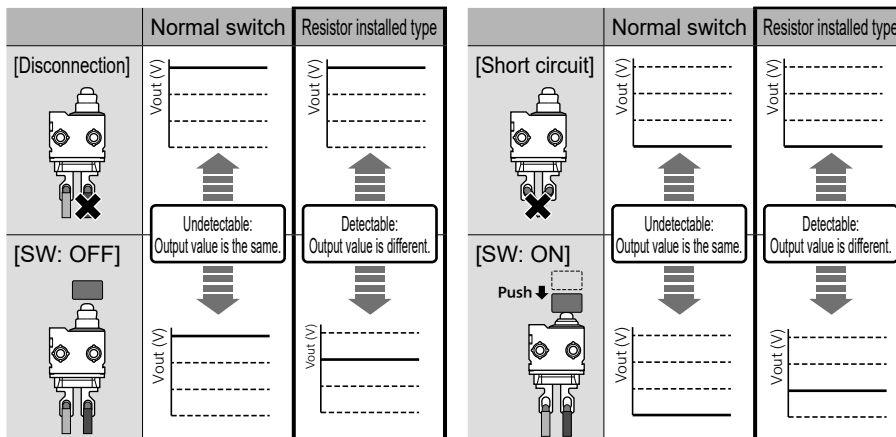 Normal switch
Resistor installed type
[Disconnection]
Vout (V)
Vout (V)
Undetectable:
Output value is the same.
Detectable:
Output value is different.
[SW: OFF]
Vout (V)
Vout (V)
Normal switch
Resistor installed type
[Short circuit]
Vout (V)
Vout (V)
Undetectable:
Output value is the same.
Detectable:
Output value is different.
[SW: ON]
Push
Vout (V)
Vout (V)